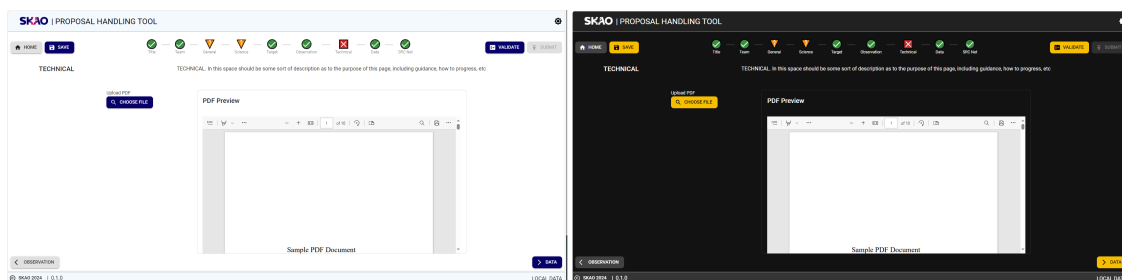 SKAO | PROPOSAL HANDLING TOOL
HOME SAVE Title Team General Science Target Observation Technical Data SRC Net VALIDATE SUBMIT
TECHNICAL TECHNICAL. In this space should be some sort of description as to the purpose of this page, including guidance, how to progress, etc
Upload PDF
CHOOSE FILE
PDF Preview
1 of 10
Sample PDF Document
OBSERVATION DATA
SKAO 2024 | 0.1.0 LOCAL DATA
SKAO | PROPOSAL HANDLING TOOL
HOME SAVE Title Team General Science Target Observation Technical Data SRC Net VALIDATE SUBMIT
TECHNICAL TECHNICAL. In this space should be some sort of description as to the purpose of this page, including guidance, how to progress, etc
Upload PDF
CHOOSE FILE
PDF Preview
1 of 10
Sample PDF Document
OBSERVATION DATA
SKAO 2024 | 0.1.0 LOCAL DATA